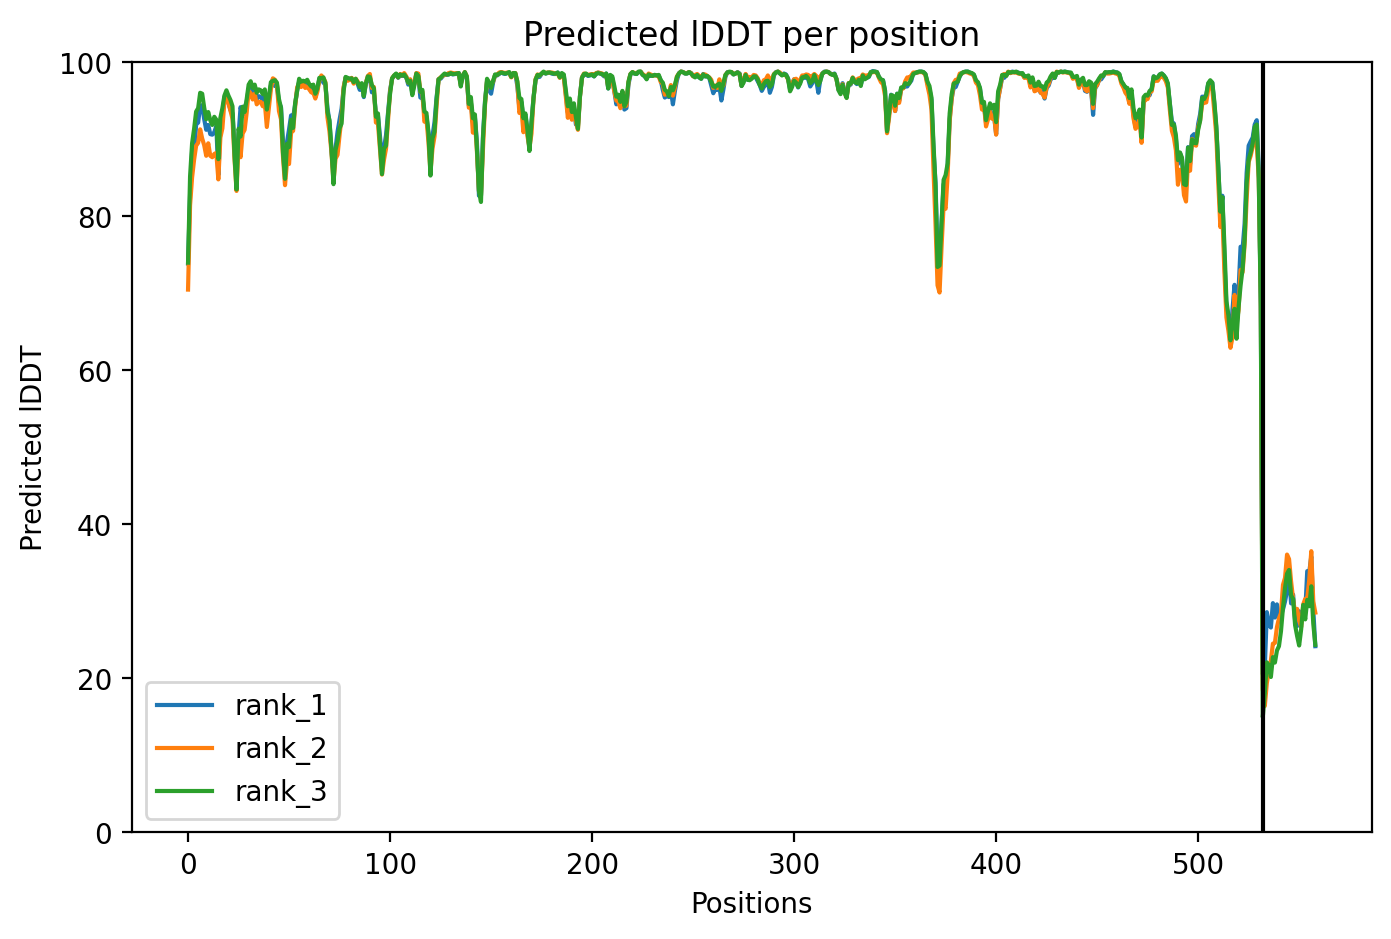 Predicted lDDT per position
Predicted lDDT
100
80
60
40
20
0
rank_1
rank_2
rank_3
0 100 200 300 400 500
Positions